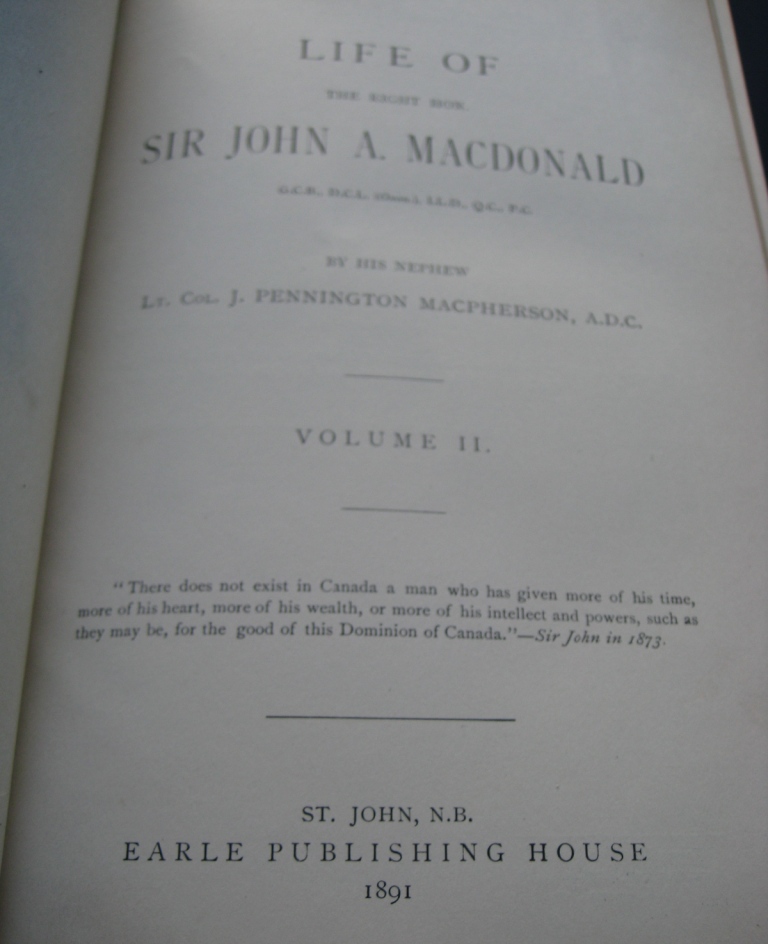 LIFE OF
THE RIGHT HON.
SIR JOHN A. MACDONALD
G.C.B., D.C.L. (Oxon.), LL.D., Q.C., P.C.
BY HIS NEPHEW
LT. COL. J. PENNINGTON MACPHERSON, A.D.C.
VOLUME II.
“There does not exist in Canada a man who has given more of his time,
more of his heart, more of his wealth, or more of his intellect and powers, such as
they may be, for the good of this Dominion of Canada.”—Sir John in 1873.
ST. JOHN, N.B.
EARLE PUBLISHING HOUSE
1891